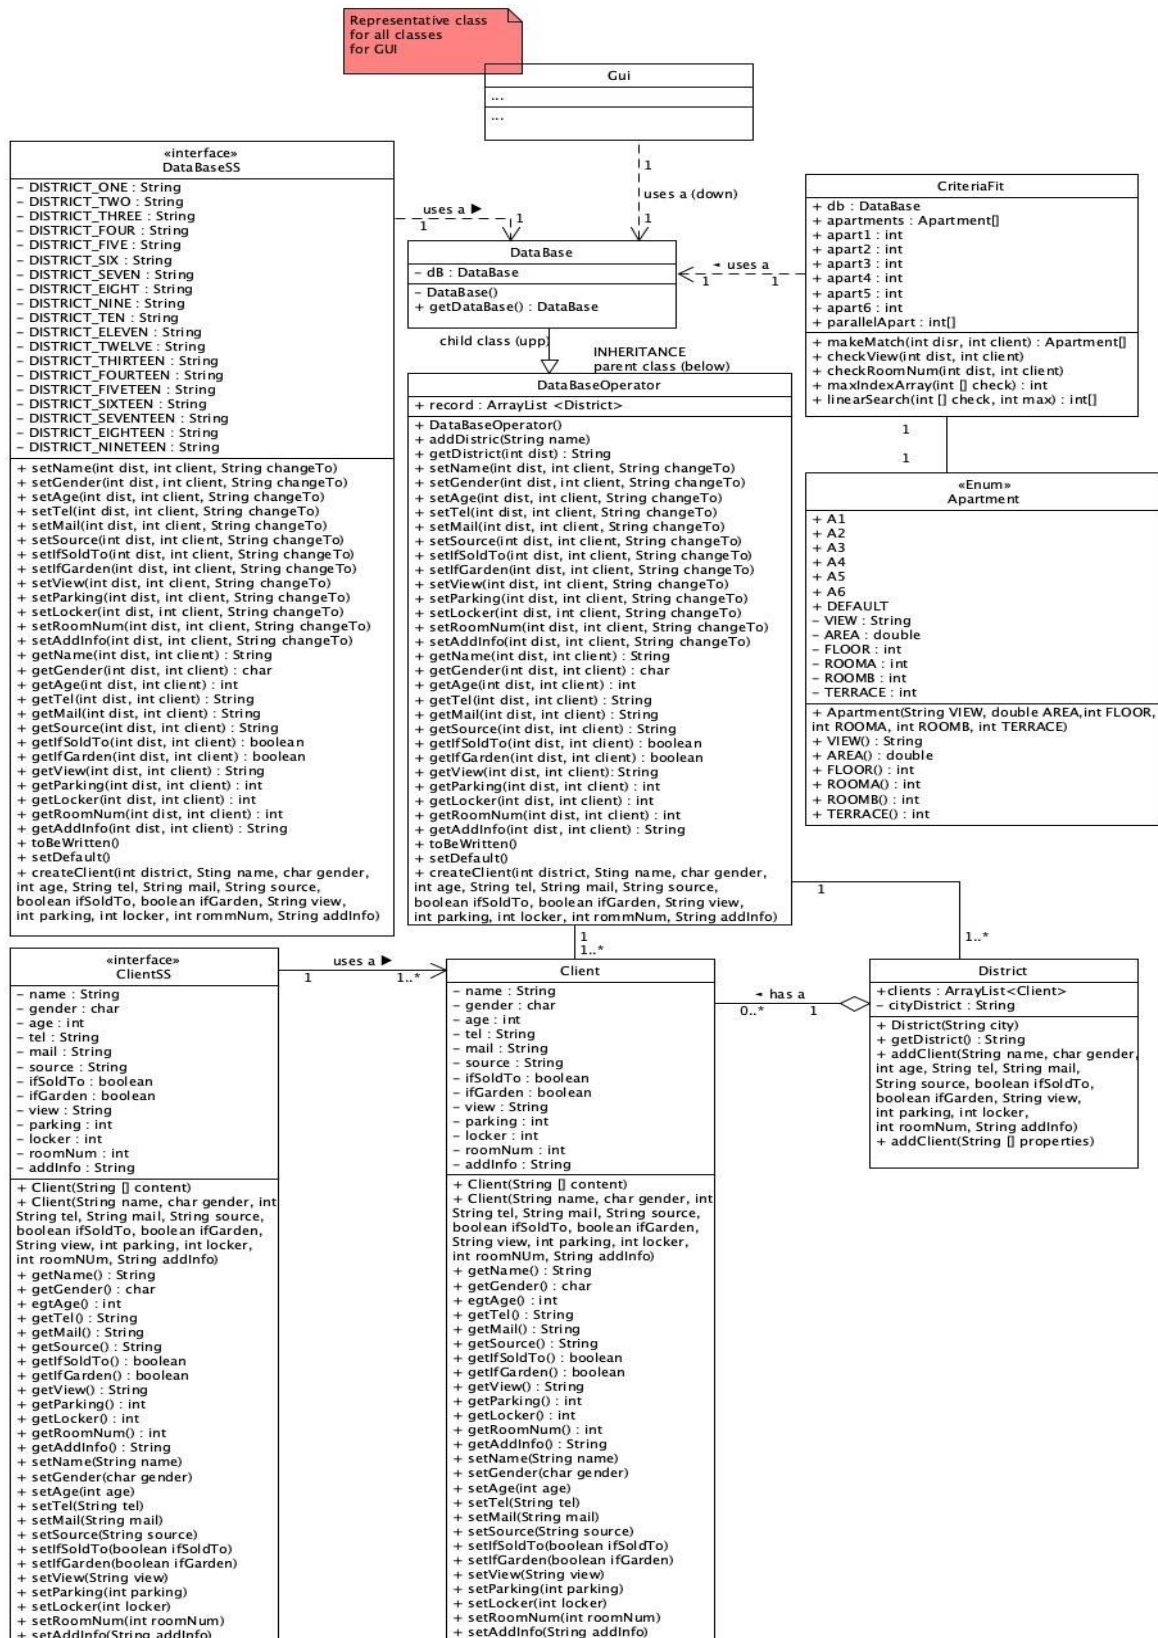 Representative class
for all classes
for GUI
Gui
...
...
1
uses a (down)
1
«interface»
DataBaseSS
- DISTRICT_ONE : String
- DISTRICT_TWO : String
- DISTRICT_THREE : String
- DISTRICT_FOUR : String
- DISTRICT_FIVE : String
- DISTRICT_SIX : String
- DISTRICT_SEVEN : String
- DISTRICT_EIGHT : String
- DISTRICT_NINE : String
- DISTRICT_TEN : String
- DISTRICT_ELEVEN : String
- DISTRICT_TWELVE : String
- DISTRICT_THIRTEEN : String
- DISTRICT_FOURTEEN : String
- DISTRICT_FIVETEEN : String
- DISTRICT_SIXTEEN : String
- DISTRICT_SEVENTEEN : String
- DISTRICT_EIGHTEEN : String
- DISTRICT_NINETEEN : String
+ setName(int dist, int client, String changeTo)
+ setGender(int dist, int client, String changeTo)
+ setAge(int dist, int client, String changeTo)
+ setTel(int dist, int client, String changeTo)
+ setMail(int dist, int client, String changeTo)
+ setSource(int dist, int client, String changeTo)
+ setIfSoldTo(int dist, int client, String changeTo)
+ setIfGarden(int dist, int client, String changeTo)
+ setView(int dist, int client, String changeTo)
+ setParking(int dist, int client, String changeTo)
+ setLocker(int dist, int client, String changeTo)
+ setRoomNum(int dist, int client, String changeTo)
+ setAddInfo(int dist, int client, String changeTo)
+ getName(int dist, int client) : String
+ getGender(int dist, int client) : char
+ getAge(int dist, int client) : int
+ getTel(int dist, int client) : String
+ getMail(int dist, int client) : String
+ getSource(int dist, int client) : String
+ getIfSoldTo(int dist, int client) : boolean
+ getIfGarden(int dist, int client) : boolean
+ getView(int dist, int client) : String
+ getParking(int dist, int client) : int
+ getLocker(int dist, int client) : int
+ getRoomNum(int dist, int client) : int
+ getAddInfo(int dist, int client) : String
+ toBeWritten()
+ setDefault()
+ createClient(int district, Sting name, char gender,
int age, String tel, String mail, String source,
boolean ifSoldTo, boolean ifGarden, String view,
int parking, int locker, int rommNum, String addInfo)
uses a ►
1
1
DataBase
- dB : DataBase
- DataBase()
+ getDataBase() : DataBase
child class (upp)
INHERITANCE
parent class (below)
DataBaseOperator
+ record : ArrayList <District>
+ DataBaseOperator()
+ addDistric(String name)
+ getDistrict(int dist) : String
+ setName(int dist, int client, String changeTo)
+ setGender(int dist, int client, String changeTo)
+ setAge(int dist, int client, String changeTo)
+ setTel(int dist, int client, String changeTo)
+ setMail(int dist, int client, String changeTo)
+ setSource(int dist, int client, String changeTo)
+ setIfSoldTo(int dist, int client, String changeTo)
+ setIfGarden(int dist, int client, String changeTo)
+ setView(int dist, int client, String changeTo)
+ setParking(int dist, int client, String changeTo)
+ setLocker(int dist, int client, String changeTo)
+ setRoomNum(int dist, int client, String changeTo)
+ setAddInfo(int dist, int client, String changeTo)
+ getName(int dist, int client) : String
+ getGender(int dist, int client) : char
+ getAge(int dist, int client) : int
+ getTel(int dist, int client) : String
+ getMail(int dist, int client) : String
+ getSource(int dist, int client) : String
+ getIfSoldTo(int dist, int client) : boolean
+ getIfGarden(int dist, int client) : boolean
+ getView(int dist, int client): String
+ getParking(int dist, int client) : int
+ getLocker(int dist, int client) : int
+ getRoomNum(int dist, int client) : int
+ getAddInfo(int dist, int client) : String
+ toBeWritten()
+ setDefault()
+ createClient(int district, Sting name, char gender,
int age, String tel, String mail, String source,
boolean ifSoldTo, boolean ifGarden, String view,
int parking, int locker, int rommNum, String addInfo)
◄ uses a
1
1
CriteriaFit
+ db : DataBase
+ apartments : Apartment[]
+ apart1 : int
+ apart2 : int
+ apart3 : int
+ apart4 : int
+ apart5 : int
+ apart6 : int
+ parallelApart : int[]
+ makeMatch(int disr, int client) : Apartment[]
+ checkView(int dist, int client)
+ checkRoomNum(int dist, int client)
+ maxIndexArray(int [] check) : int
+ linearSearch(int [] check, int max) : int[]
1
1
«Enum»
Apartment
+ A1
+ A2
+ A3
+ A4
+ A5
+ A6
+ DEFAULT
- VIEW : String
- AREA : double
- FLOOR : int
- ROOMA : int
- ROOMB : int
- TERRACE : int
+ Apartment(String VIEW, double AREA,int FLOOR,
int ROOMA, int ROOMB, int TERRACE)
+ VIEW() : String
+ AREA() : double
+ FLOOR() : int
+ ROOMA() : int
+ ROOMB() : int
+ TERRACE() : int
1
1..*
1
1..*
«interface»
ClientSS
- name : String
- gender : char
- age : int
- tel : String
- mail : String
- source : String
- ifSoldTo : boolean
- ifGarden : boolean
- view : String
- parking : int
- locker : int
- roomNum : int
- addInfo : String
+ Client(String [] content)
+ Client(String name, char gender, int
String tel, String mail, String source,
boolean ifSoldTo, boolean ifGarden,
String view, int parking, int locker,
int roomNUm, String addInfo)
+ getName() : String
+ getGender() : char
+ egtAge() : int
+ getTel() : String
+ getMail() : String
+ getSource() : String
+ getIfSoldTo() : boolean
+ getIfGarden() : boolean
+ getView() : String
+ getParking() : int
+ getLocker() : int
+ getRoomNum() : int
+ getAddInfo() : String
+ setName(String name)
+ setGender(char gender)
+ setAge(int age)
+ setTel(String tel)
+ setMail(String mail)
+ setSource(String source)
+ setIfSoldTo(boolean ifSoldTo)
+ setIfGarden(boolean ifGarden)
+ setView(String view)
+ setParking(int parking)
+ setLocker(int locker)
+ setRoomNum(int roomNum)
+ setAddInfo(String addInfo)
uses a ►
1
1..*
Client
- name : String
- gender : char
- age : int
- tel : String
- mail : String
- source : String
- ifSoldTo : boolean
- ifGarden : boolean
- view : String
- parking : int
- locker : int
- roomNum : int
- addInfo : String
+ Client(String [] content)
+ Client(String name, char gender, int
String tel, String mail, String source,
boolean ifSoldTo, boolean ifGarden,
String view, int parking, int locker,
int roomNUm, String addInfo)
+ getName() : String
+ getGender() : char
+ egtAge() : int
+ getTel() : String
+ getMail() : String
+ getSource() : String
+ getIfSoldTo() : boolean
+ getIfGarden() : boolean
+ getView() : String
+ getParking() : int
+ getLocker() : int
+ getRoomNum() : int
+ getAddInfo() : String
+ setName(String name)
+ setGender(char gender)
+ setAge(int age)
+ setTel(String tel)
+ setMail(String mail)
+ setSource(String source)
+ setIfSoldTo(boolean ifSoldTo)
+ setIfGarden(boolean ifGarden)
+ setView(String view)
+ setParking(int parking)
+ setLocker(int locker)
+ setRoomNum(int roomNum)
+ setAddInfo(String addInfo)
◄ has a
0..*
1
District
+clients : ArrayList<Client>
- cityDistrict : String
+ District(String city)
+ getDistrict() : String
+ addClient(String name, char gender,
int age, String tel, String mail,
String source, boolean ifSoldTo,
boolean ifGarden, String view,
int parking, int locker,
int roomNum, String addInfo)
+ addClient(String [] properties)